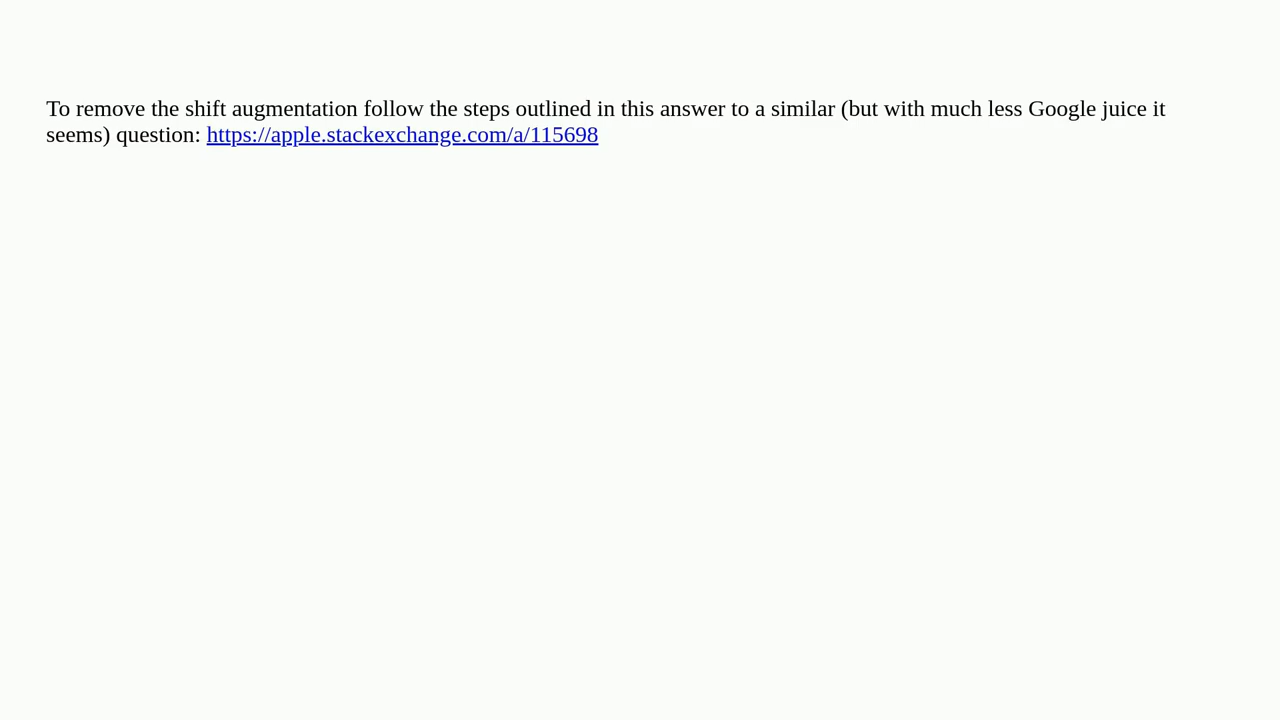 To remove the shift augmentation follow the steps outlined in this answer to a similar (but with much less Google juice it
seems) question: https://apple.stackexchange.com/a/115698